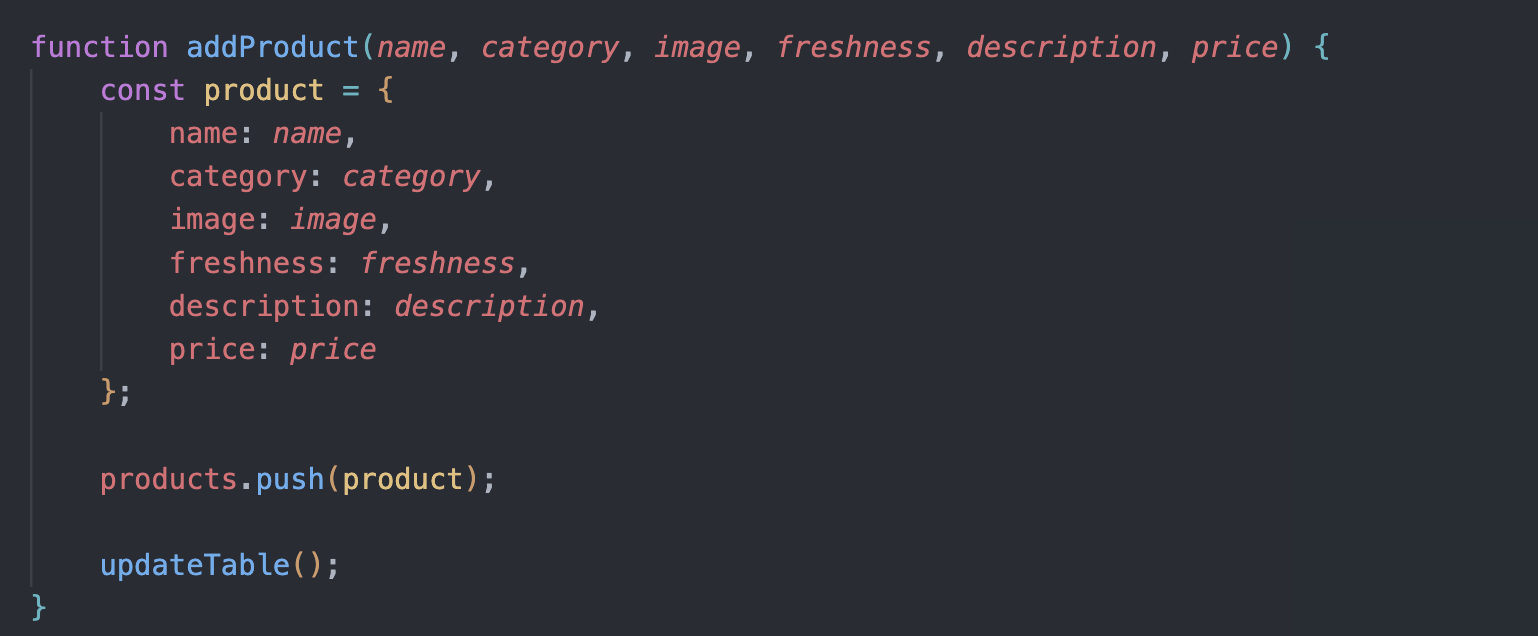 function addProduct(name, category, image, freshness, description, price) {
    const product = {
        name: name,
        category: category,
        image: image,
        freshness: freshness,
        description: description,
        price: price
    };

    products.push(product);

    updateTable();
}